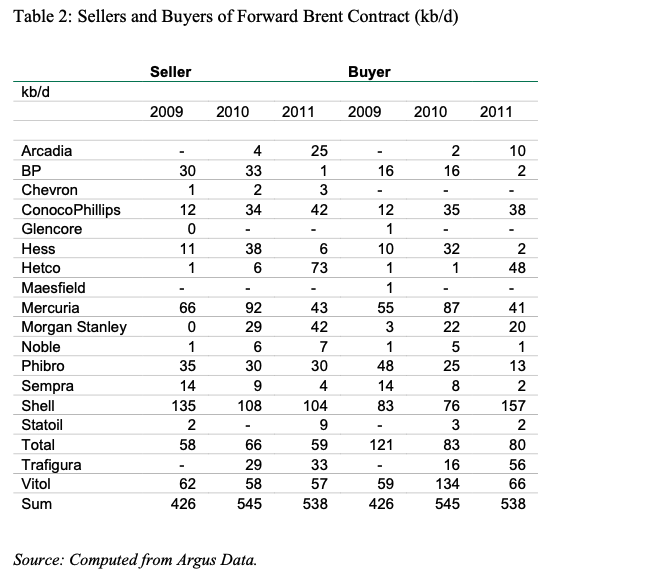 Table 2: Sellers and Buyers of Forward Brent Contract (kb/d)
Seller Buyer
kb/d
2009 2010 2011 2009 2010 2011
Arcadia - 4 25 - 2 10
BP 30 33 1 16 16 2
Chevron 1 2 3 - - -
ConocoPhillips 12 34 42 12 35 38
Glencore 0 - - 1 - -
Hess 11 38 6 10 32 2
Hetco 1 6 73 1 1 48
Maesfield - - - 1 - -
Mercuria 66 92 43 55 87 41
Morgan Stanley 0 29 42 3 22 20
Noble 1 6 7 1 5 1
Phibro 35 30 30 48 25 13
Sempra 14 9 4 14 8 2
Shell 135 108 104 83 76 157
Statoil 2 - 9 - 3 2
Total 58 66 59 121 83 80
Trafigura - 29 33 - 16 56
Vitol 62 58 57 59 134 66
Sum 426 545 538 426 545 538
Source: Computed from Argus Data.